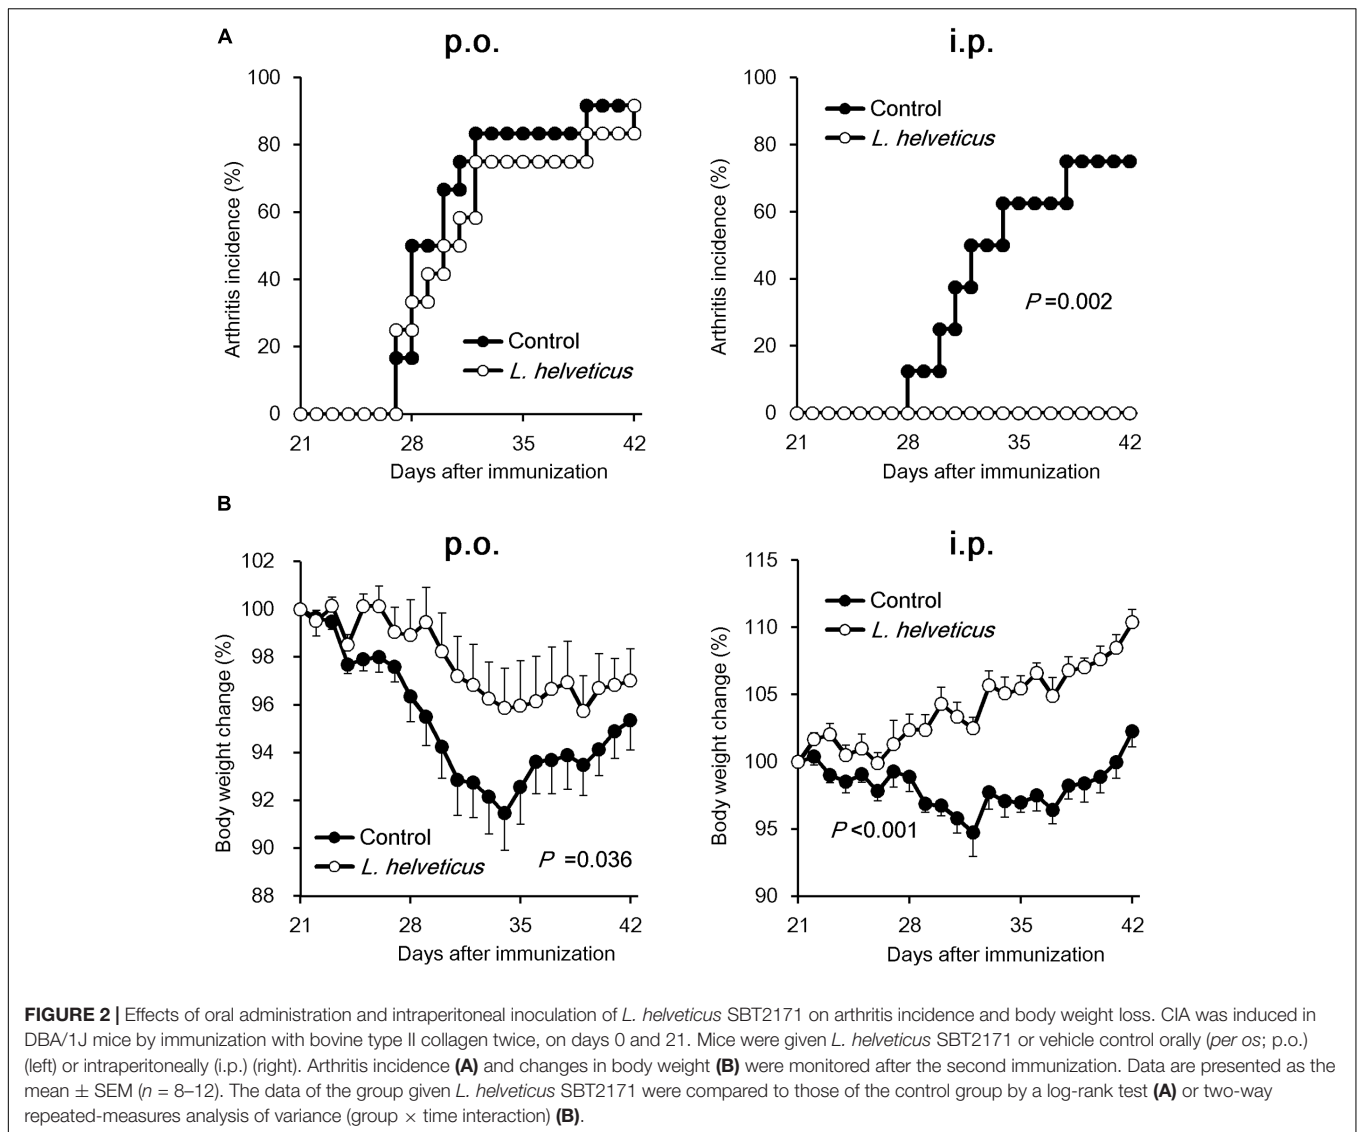 A
p.o.
i.p.
100
80
60
40
20
0
21
28
35
42
Arthritis incidence (%)
Days after immunization
Control
L. helveticus
100
80
60
40
20
0
21
28
35
42
Arthritis incidence (%)
Days after immunization
Control
L. helveticus
P =0.002
B
p.o.
i.p.
102
100
98
96
94
92
90
88
21
28
35
42
Body weight change (%)
Days after immunization
Control
L. helveticus
P =0.036
115
110
105
100
95
90
21
28
35
42
Body weight change (%)
Days after immunization
Control
L. helveticus
P <0.001
FIGURE 2 | Effects of oral administration and intraperitoneal inoculation of L. helveticus SBT2171 on arthritis incidence and body weight loss. CIA was induced in
DBA/1J mice by immunization with bovine type II collagen twice, on days 0 and 21. Mice were given L. helveticus SBT2171 or vehicle control orally (per os; p.o.)
(left) or intraperitoneally (i.p.) (right). Arthritis incidence (A) and changes in body weight (B) were monitored after the second immunization. Data are presented as the
mean ± SEM (n = 8–12). The data of the group given L. helveticus SBT2171 were compared to those of the control group by a log-rank test (A) or two-way
repeated-measures analysis of variance (group × time interaction) (B).